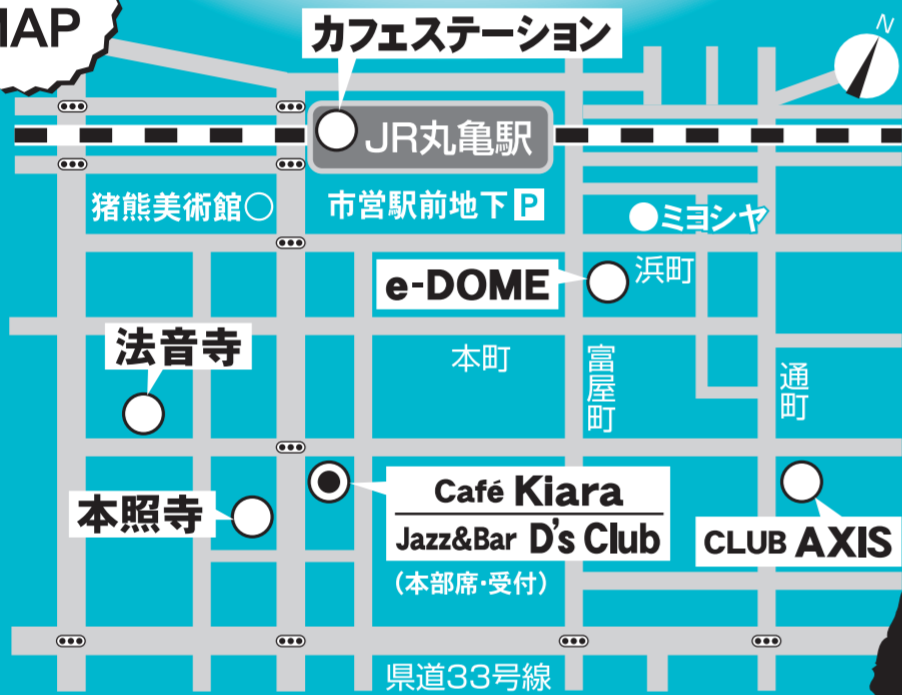 MAP
N
カフェステーション
JR丸亀駅
猪熊美術館
市営駅前地下 P
ミヨシヤ
e-DOME
浜町
法音寺
本町
富屋町
通町
本照寺
Café Kiara
Jazz&Bar D's Club
(本部席・受付)
CLUB AXIS
県道33号線